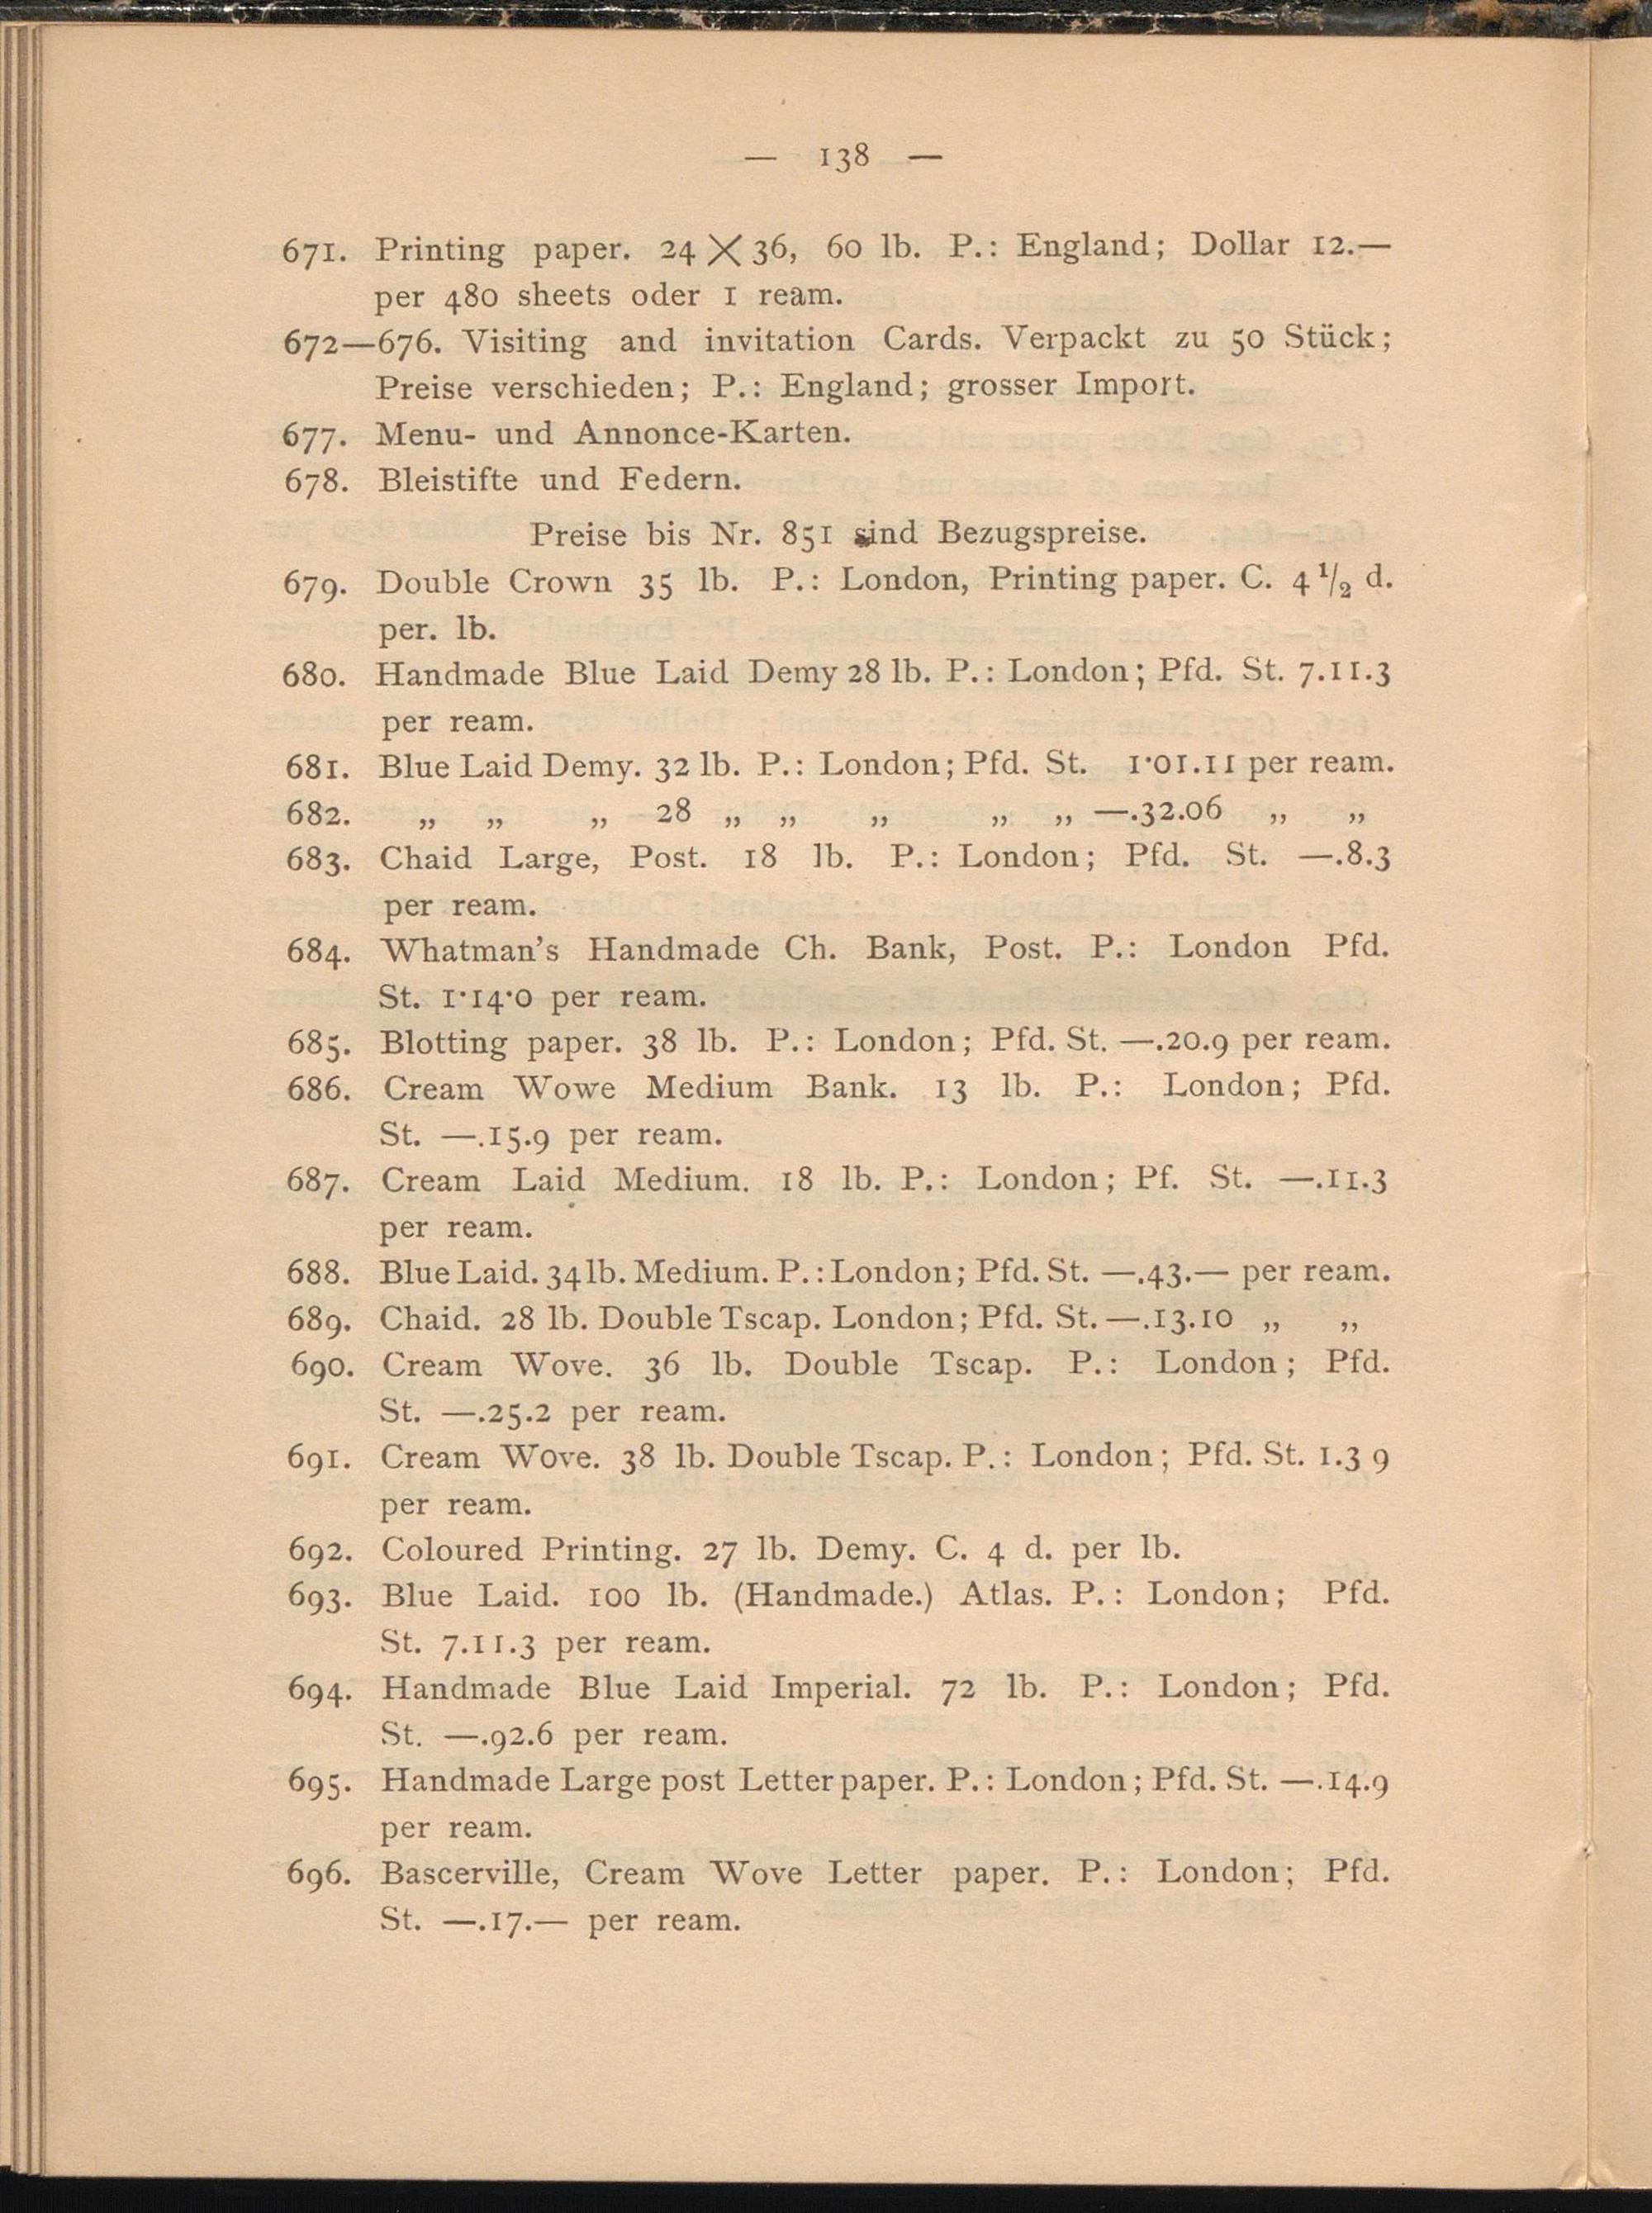 — 138 —
671. Printing paper. 24 × 36, 60 lb. P.: England; Dollar 12.—
per 480 sheets oder 1 ream.
672—676. Visiting and invitation Cards. Verpackt zu 50 Stück;
Preise verschieden; P.: England; grosser Import.
677. Menu- und Annonce-Karten.
678. Bleistifte und Federn.
Preise bis Nr. 851 sind Bezugspreise.
679. Double Crown 35 lb. P.: London, Printing paper. C. 4 1/2 d.
per. lb.
680. Handmade Blue Laid Demy 28 lb. P.: London; Pfd. St. 7.11.3
per ream.
681. Blue Laid Demy. 32 lb. P.: London; Pfd. St. 1·01.11 per ream.
682. „ „ „ 28 „ „ „ „ „ —.32.06 „ „
683. Chaid Large, Post. 18 lb. P.: London; Pfd. St. —.8.3
per ream.
684. Whatman's Handmade Ch. Bank, Post. P.: London Pfd.
St. 1·14·0 per ream.
685. Blotting paper. 38 lb. P.: London; Pfd. St. —.20.9 per ream.
686. Cream Wowe Medium Bank. 13 lb. P.: London; Pfd.
St. —.15.9 per ream.
687. Cream Laid Medium. 18 lb. P.: London; Pf. St. —.11.3
per ream.
688. Blue Laid. 34 lb. Medium. P.: London; Pfd. St. —.43.— per ream.
689. Chaid. 28 lb. Double Tscap. London; Pfd. St. —.13.10 „ „
690. Cream Wove. 36 lb. Double Tscap. P.: London; Pfd.
St. —.25.2 per ream.
691. Cream Wove. 38 lb. Double Tscap. P.: London; Pfd. St. 1.3 9
per ream.
692. Coloured Printing. 27 lb. Demy. C. 4 d. per lb.
693. Blue Laid. 100 lb. (Handmade.) Atlas. P.: London; Pfd.
St. 7.11.3 per ream.
694. Handmade Blue Laid Imperial. 72 lb. P.: London; Pfd.
St. —.92.6 per ream.
695. Handmade Large post Letter paper. P.: London; Pfd. St. —.14.9
per ream.
696. Bascerville, Cream Wove Letter paper. P.: London; Pfd.
St. —.17.— per ream.